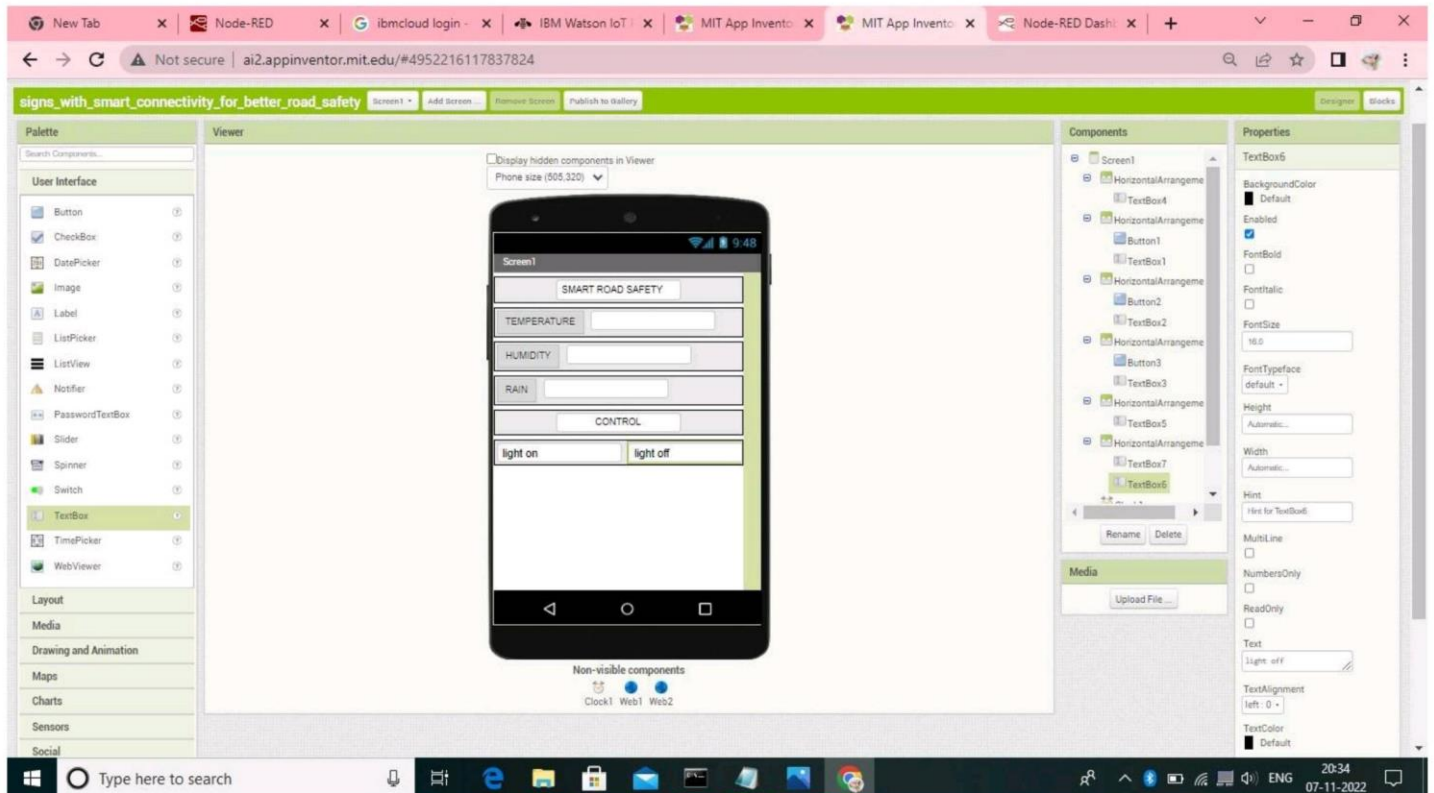 New Tab
Node-RED
ibmcloud login -
IBM Watson IoT
MIT App Invento
MIT App Invento
Node-RED Dash
Not secure | ai2.appinventor.mit.edu/#4952216117837824
signs_with_smart_connectivity_for_better_road_safety
Screen1
Add Screen ...
Remove Screen
Publish to Gallery
Designer
Blocks
Palette
Search Components...
User Interface
Button
CheckBox
DatePicker
Image
Label
ListPicker
ListView
Notifier
PasswordTextBox
Slider
Spinner
Switch
TextBox
TimePicker
WebViewer
Layout
Media
Drawing and Animation
Maps
Charts
Sensors
Social
Viewer
Display hidden components in Viewer
Phone size (505,320)
9:48
Screen1
SMART ROAD SAFETY
TEMPERATURE
HUMIDITY
RAIN
CONTROL
light on
light off
Non-visible components
Clock1 Web1 Web2
Components
Screen1
HorizontalArrangeme
TextBox4
HorizontalArrangeme
Button1
TextBox1
HorizontalArrangeme
Button2
TextBox2
HorizontalArrangeme
Button3
TextBox3
HorizontalArrangeme
TextBox5
HorizontalArrangeme
TextBox7
TextBox6
Rename
Delete
Media
Upload File ...
Properties
TextBox6
BackgroundColor
Default
Enabled
FontBold
FontItalic
FontSize
16.0
FontTypeface
default
Height
Automatic...
Width
Automatic...
Hint
Hint for TextBox6
MultiLine
NumbersOnly
ReadOnly
Text
light off
TextAlignment
left : 0
TextColor
Default
Type here to search
ENG
20:34
07-11-2022